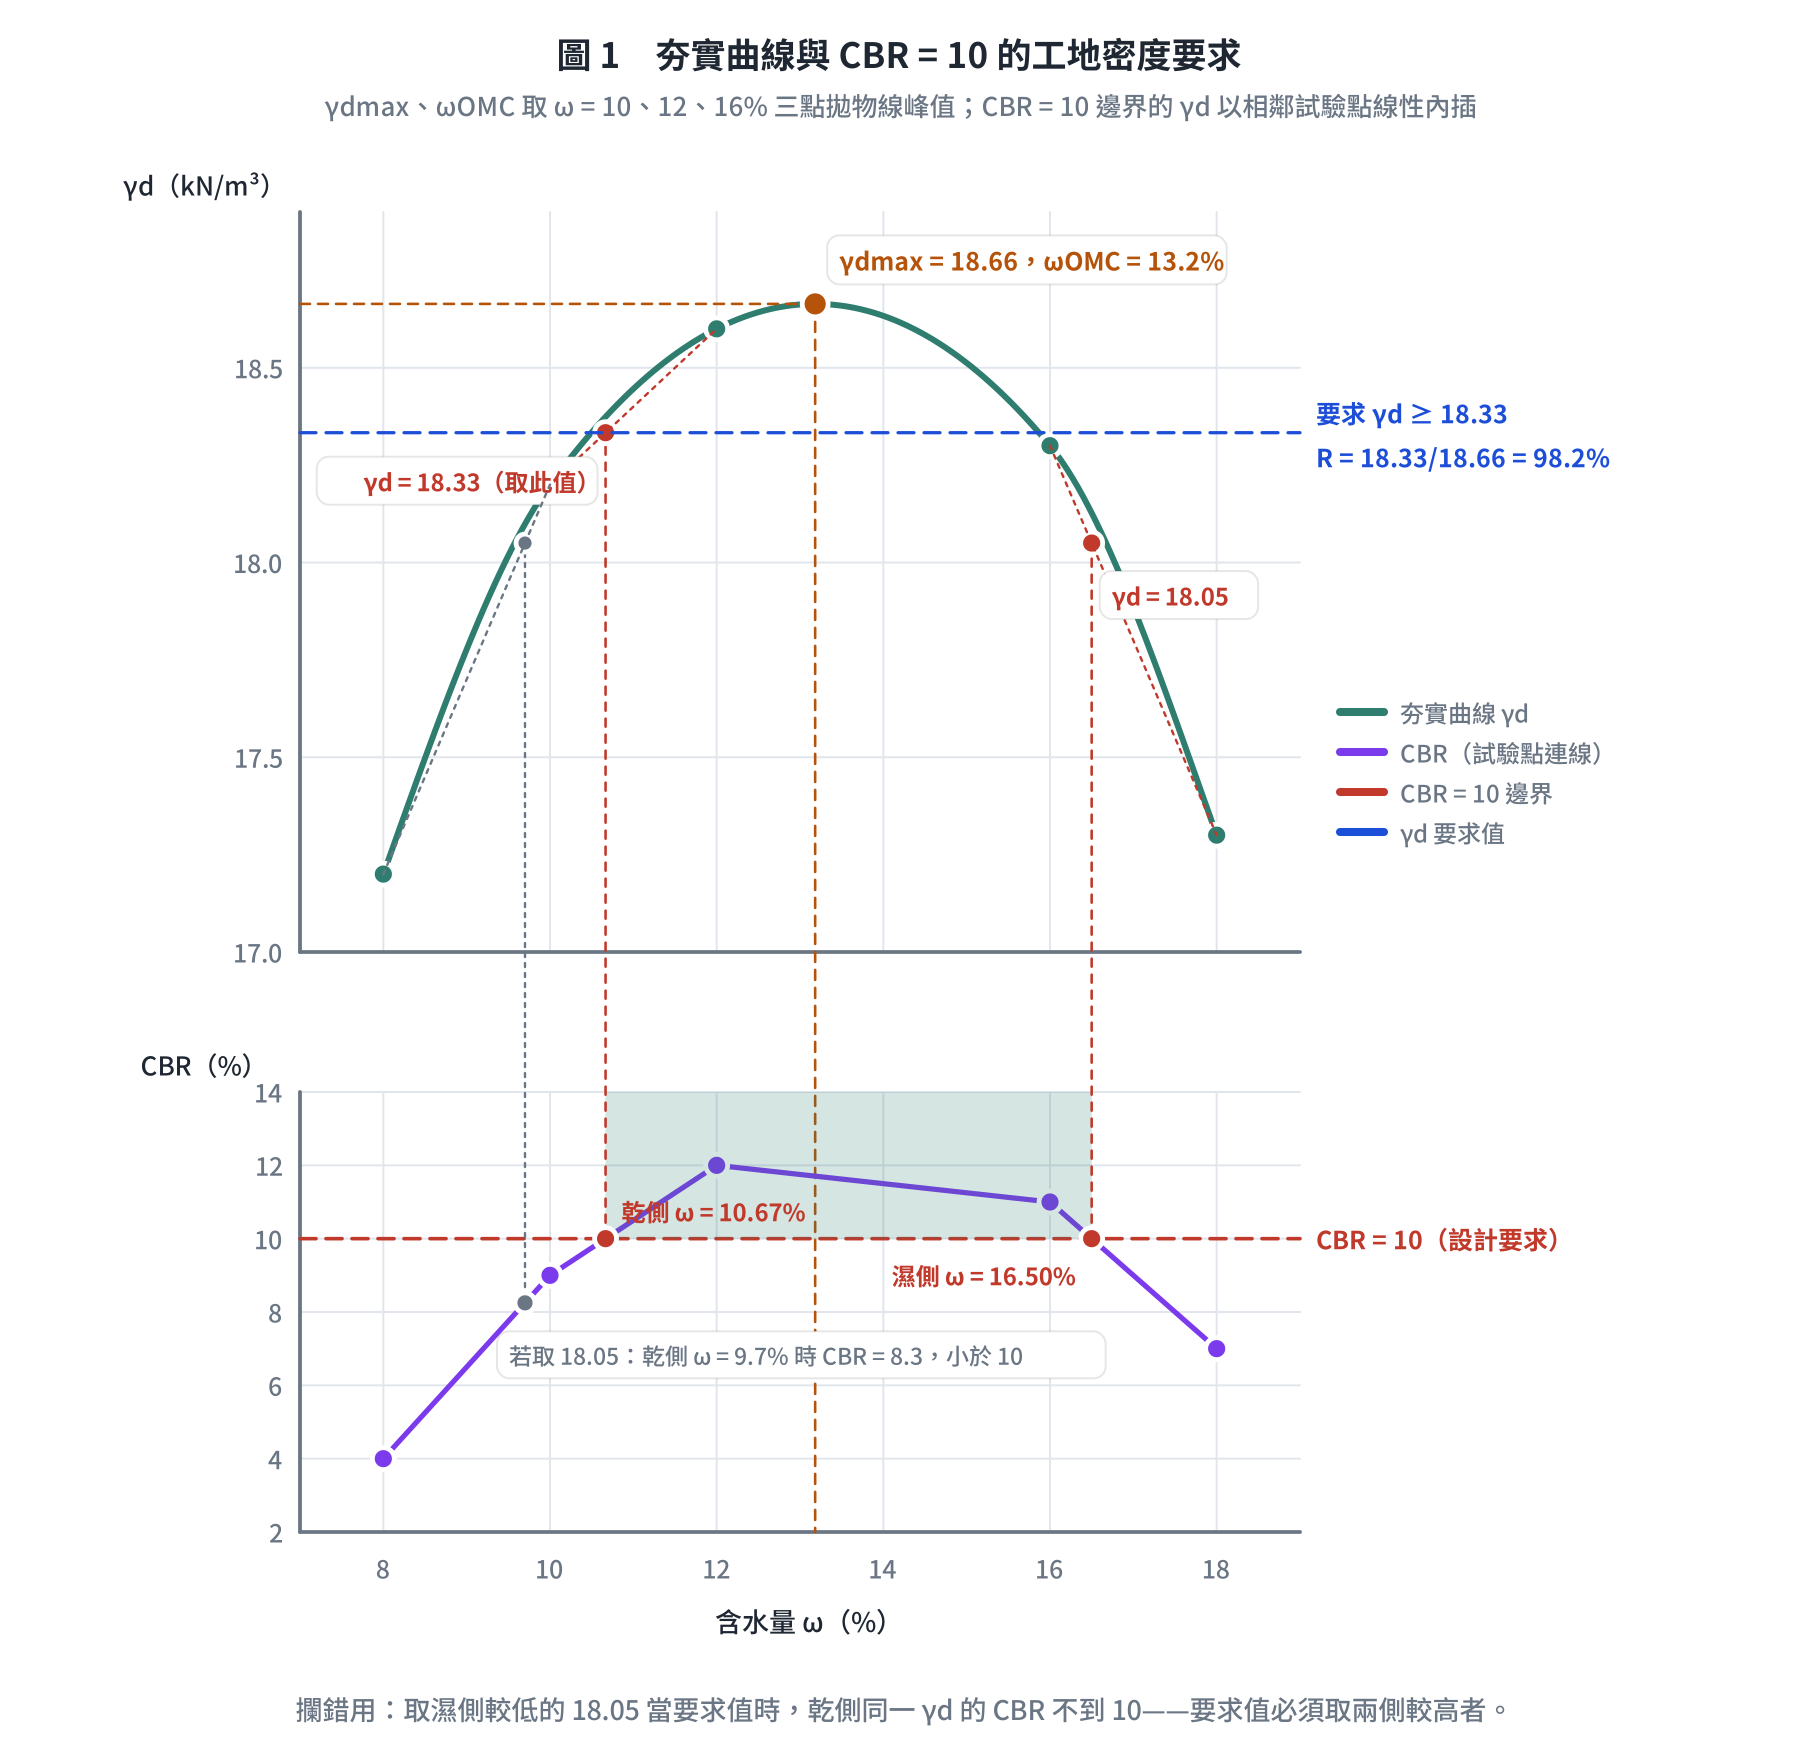 圖 1　夯實曲線與 CBR = 10 的工地密度要求
γdmax、ωOMC 取 ω = 10、12、16% 三點拋物線峰值；CBR = 10 邊界的 γd 以相鄰試驗點線性內插
γd（kN/m³）
γdmax = 18.66，ωOMC = 13.2%
18.5
要求 γd ≥ 18.33
R = 18.33/18.66 = 98.2%
γd = 18.33（取此值）
18.0
γd = 18.05
夯實曲線 γd
17.5
CBR（試驗點連線）
CBR = 10 邊界
γd 要求值
17.0
CBR（%）
14
12
乾側 ω = 10.67%
10
CBR = 10（設計要求）
濕側 ω = 16.50%
8
若取 18.05：乾側 ω = 9.7% 時 CBR = 8.3，小於 10
6
4
2
8 10 12 14 16 18
含水量 ω（%）
攔錯用：取濕側較低的 18.05 當要求值時，乾側同一 γd 的 CBR 不到 10——要求值必須取兩側較高者。